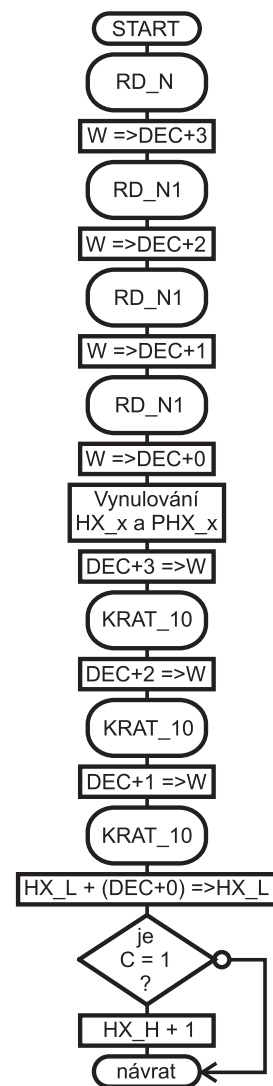 START
RD_N
W =>DEC+3
RD_N1
W =>DEC+2
RD_N1
W =>DEC+1
RD_N1
W =>DEC+0
Vynulování
HX_x a PHX_x
DEC+3 =>W
KRAT_10
DEC+2 =>W
KRAT_10
DEC+1 =>W
KRAT_10
HX_L + (DEC+0) =>HX_L
je
C = 1
?
HX_H + 1
návrat